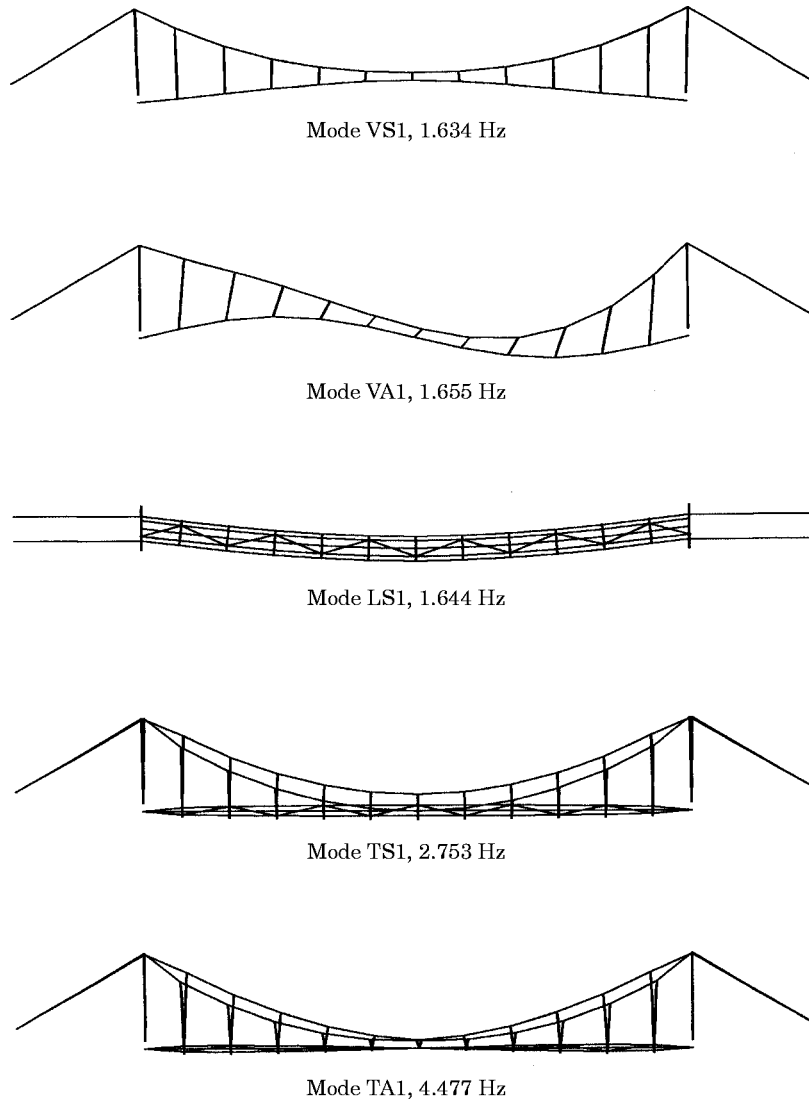 Mode VS1, 1.634 Hz
Mode VA1, 1.655 Hz
Mode LS1, 1.644 Hz
Mode TS1, 2.753 Hz
Mode TA1, 4.477 Hz